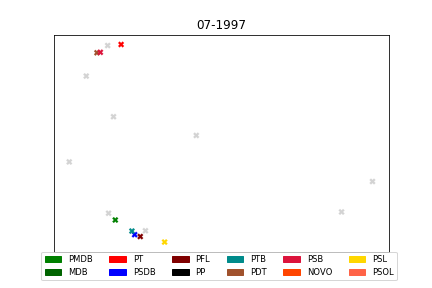 07-1997
PMDB PT PFL PTB PSB PSL
MDB PSDB PP PDT NOVO PSOL